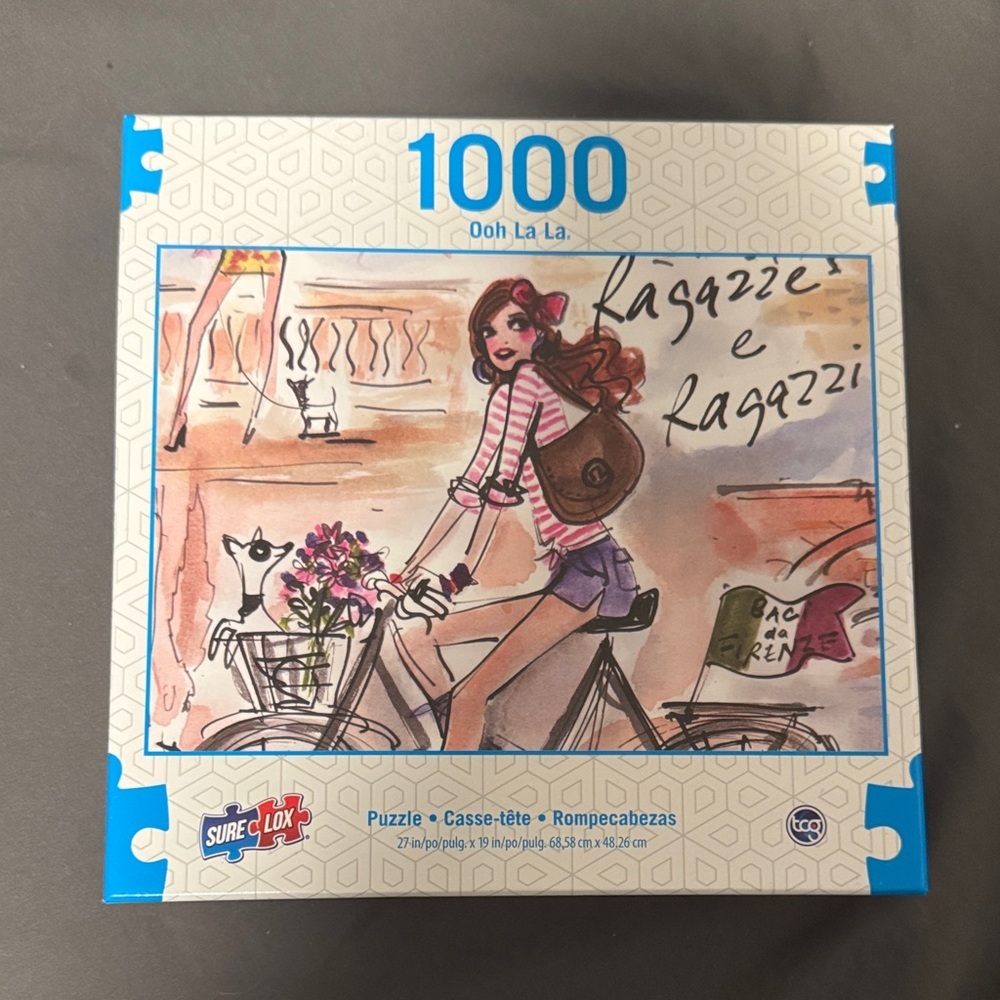 1000
Ooh La La.
Ragazze
e
Ragazzi
BAC
da
FIRENZE
SURE LOX®
Puzzle • Casse-tête • Rompecabezas
27 in/po/pulg. x 19 in/po/pulg. 68,58 cm x 48.26 cm
tcg